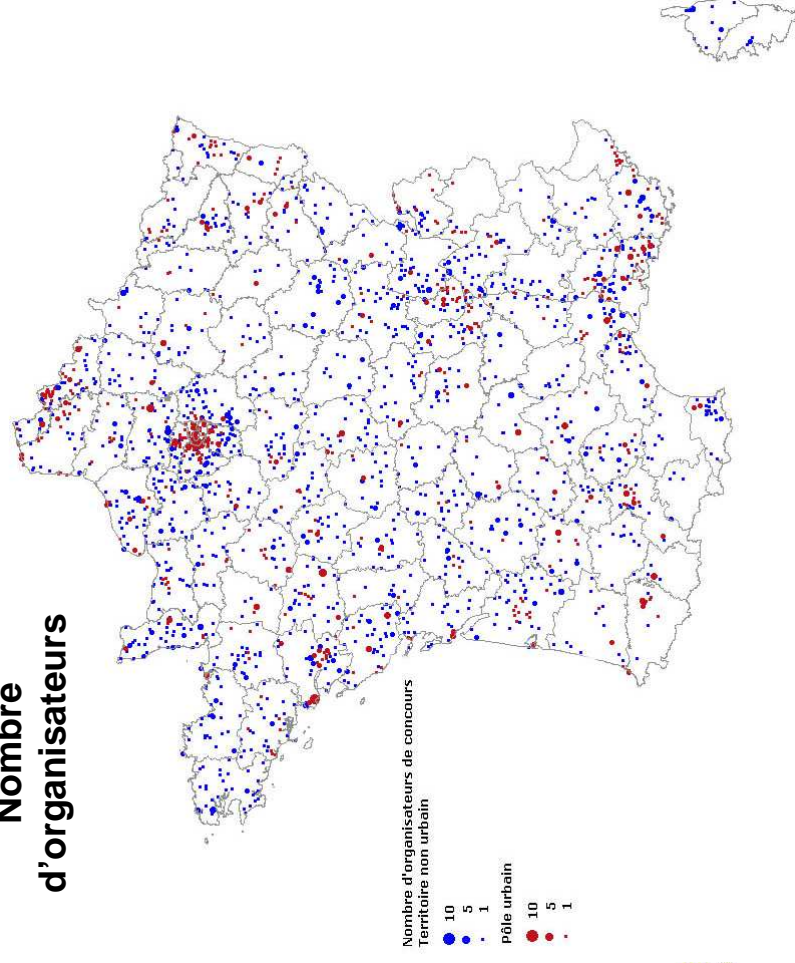 Nombre
d'organisateurs
Nombre d'organisateurs de concours
Territoire non urbain
10
5
1
Pôle urbain
10
5
1